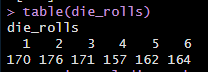 > table(die_rolls)
die_rolls
1 2 3 4 5 6
170 176 171 157 162 164